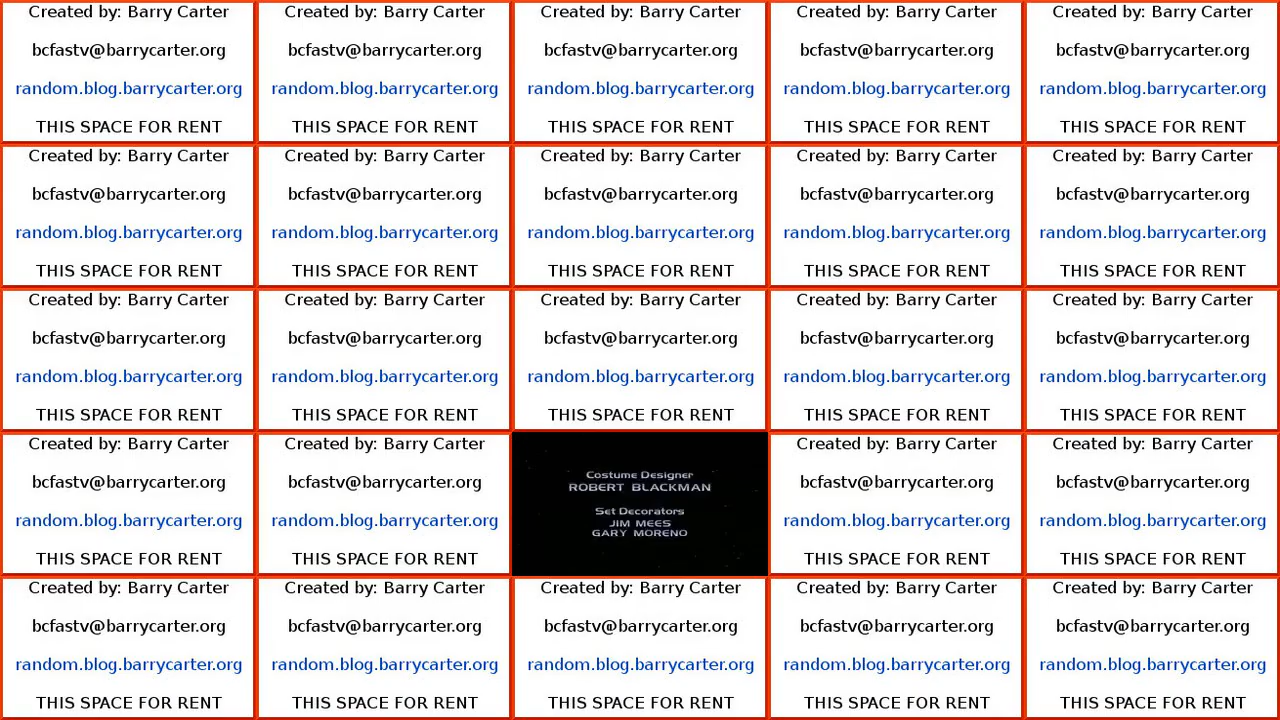 Created by: Barry Carter Created by: Barry Carter Created by: Barry Carter Created by: Barry Carter Created by: Barry Carter
bcfastv@barrycarter.org bcfastv@barrycarter.org bcfastv@barrycarter.org bcfastv@barrycarter.org bcfastv@barrycarter.org
random.blog.barrycarter.org random.blog.barrycarter.org random.blog.barrycarter.org random.blog.barrycarter.org random.blog.barrycarter.org
THIS SPACE FOR RENT THIS SPACE FOR RENT THIS SPACE FOR RENT THIS SPACE FOR RENT THIS SPACE FOR RENT
Created by: Barry Carter Created by: Barry Carter Created by: Barry Carter Created by: Barry Carter Created by: Barry Carter
bcfastv@barrycarter.org bcfastv@barrycarter.org bcfastv@barrycarter.org bcfastv@barrycarter.org bcfastv@barrycarter.org
random.blog.barrycarter.org random.blog.barrycarter.org random.blog.barrycarter.org random.blog.barrycarter.org random.blog.barrycarter.org
THIS SPACE FOR RENT THIS SPACE FOR RENT THIS SPACE FOR RENT THIS SPACE FOR RENT THIS SPACE FOR RENT
Created by: Barry Carter Created by: Barry Carter Created by: Barry Carter Created by: Barry Carter Created by: Barry Carter
bcfastv@barrycarter.org bcfastv@barrycarter.org bcfastv@barrycarter.org bcfastv@barrycarter.org bcfastv@barrycarter.org
random.blog.barrycarter.org random.blog.barrycarter.org random.blog.barrycarter.org random.blog.barrycarter.org random.blog.barrycarter.org
THIS SPACE FOR RENT THIS SPACE FOR RENT THIS SPACE FOR RENT THIS SPACE FOR RENT THIS SPACE FOR RENT
Created by: Barry Carter Created by: Barry Carter
bcfastv@barrycarter.org bcfastv@barrycarter.org
random.blog.barrycarter.org random.blog.barrycarter.org
THIS SPACE FOR RENT THIS SPACE FOR RENT
Costume Designer
ROBERT BLACKMAN
Set Decorators
JIM MEES
GARY MORENO
Created by: Barry Carter Created by: Barry Carter
bcfastv@barrycarter.org bcfastv@barrycarter.org
random.blog.barrycarter.org random.blog.barrycarter.org
THIS SPACE FOR RENT THIS SPACE FOR RENT
Created by: Barry Carter Created by: Barry Carter Created by: Barry Carter Created by: Barry Carter Created by: Barry Carter
bcfastv@barrycarter.org bcfastv@barrycarter.org bcfastv@barrycarter.org bcfastv@barrycarter.org bcfastv@barrycarter.org
random.blog.barrycarter.org random.blog.barrycarter.org random.blog.barrycarter.org random.blog.barrycarter.org random.blog.barrycarter.org
THIS SPACE FOR RENT THIS SPACE FOR RENT THIS SPACE FOR RENT THIS SPACE FOR RENT THIS SPACE FOR RENT